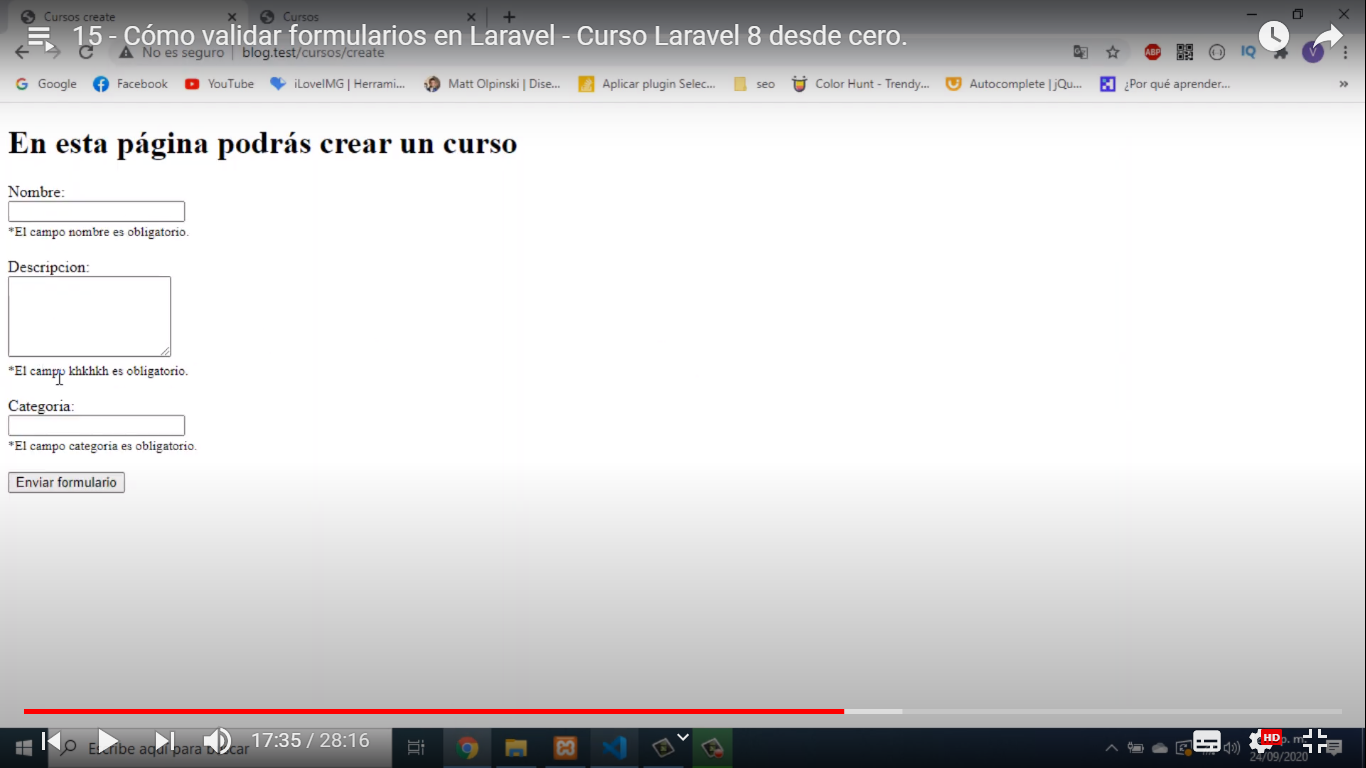 Cursos create
Cursos
15 - Cómo validar formularios en Laravel - Curso Laravel 8 desde cero.
No es seguro | blog.test/cursos/create
ABP
IQ
V
Google
Facebook
YouTube
iLoveIMG | Herrami...
Matt Olpinski | Dise...
Aplicar plugin Selec...
seo
Color Hunt - Trendy...
Autocomplete | jQu...
¿Por qué aprender...
»
En esta página podrás crear un curso
Nombre:
*El campo nombre es obligatorio.
Descripcion:
*El campo khkhkh es obligatorio.
Categoria:
*El campo categoria es obligatorio.
Enviar formulario
17:35 / 28:16
Escribe aquí para buscar
HD
p. m.
24/09/2020